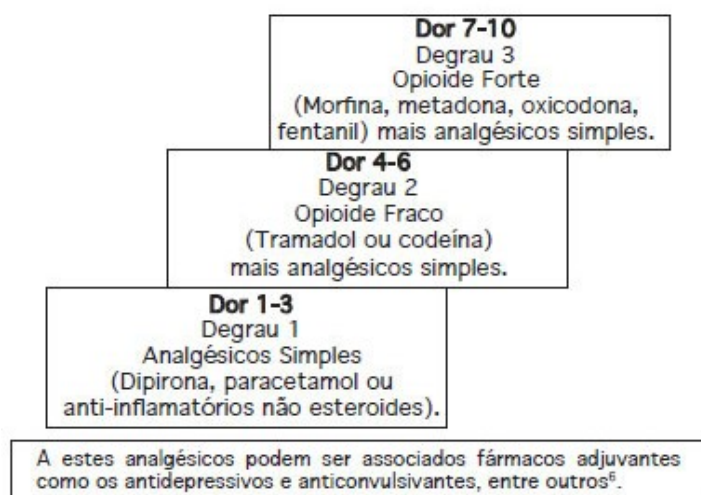 Dor 7-10
Degrau 3
Opioide Forte
(Morfina, metadona, oxicodona,
fentanil) mais analgésicos simples.
Dor 4-6
Degrau 2
Opioide Fraco
(Tramadol ou codeína)
mais analgésicos simples.
Dor 1-3
Degrau 1
Analgésicos Simples
(Dipirona, paracetamol ou
anti-inflamatórios não esteroides).
A estes analgésicos podem ser associados fármacos adjuvantes
como os antidepressivos e anticonvulsivantes, entre outros⁶.